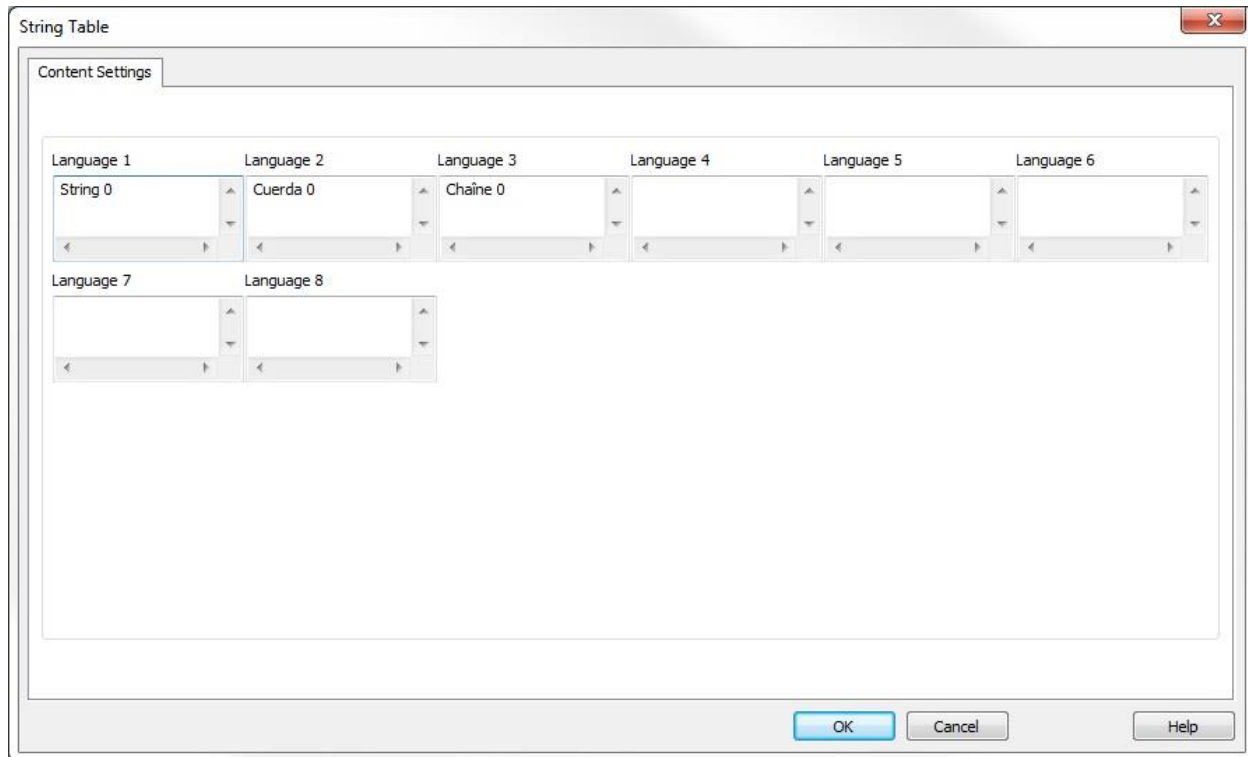 String Table
Content Settings
Language 1 Language 2 Language 3 Language 4 Language 5 Language 6
String 0 Cuerda 0 Chaîne 0
Language 7 Language 8
OK Cancel Help